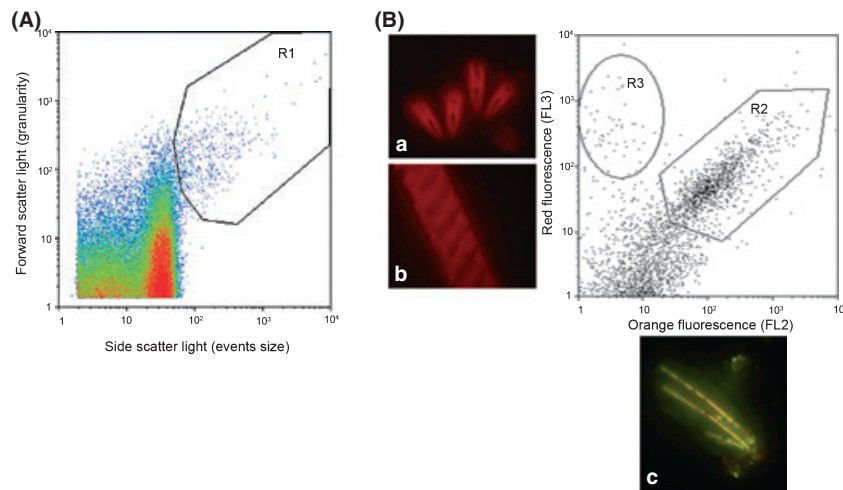 (A)
10⁴
10³
10²
10
1
1
10
10²
10³
10⁴
R1
Forward scatter light (granularity)
Side scatter light (events size)
(B)
a
b
10⁴
10³
10²
10
1
1
10
10²
10³
10
R3
R2
Red fluorescence (FL3)
Orange fluorescence (FL2)
c